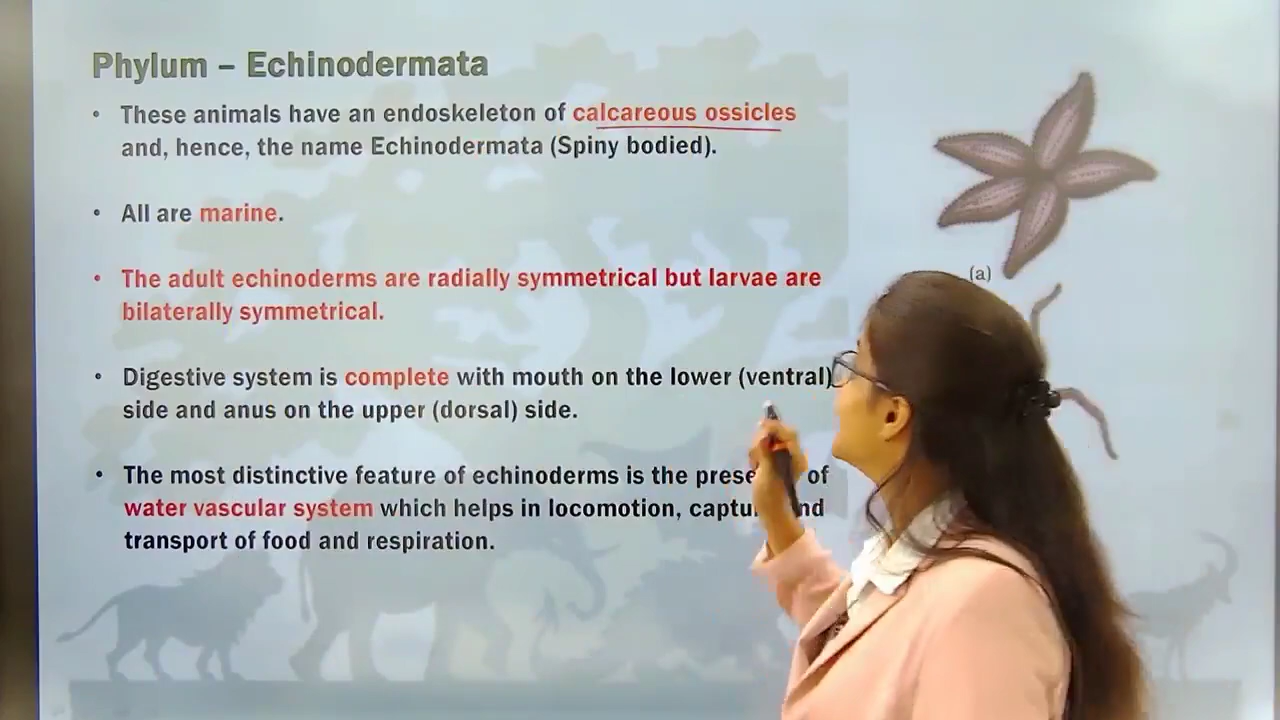 Phylum – Echinodermata
• These animals have an endoskeleton of calcareous ossicles
and, hence, the name Echinodermata (Spiny bodied).
• All are marine.
• The adult echinoderms are radially symmetrical but larvae are
bilaterally symmetrical.
• Digestive system is complete with mouth on the lower (ventral)
side and anus on the upper (dorsal) side.
• The most distinctive feature of echinoderms is the of
water vascular system which helps in locomotion,
transport of food and respiration.
(a)